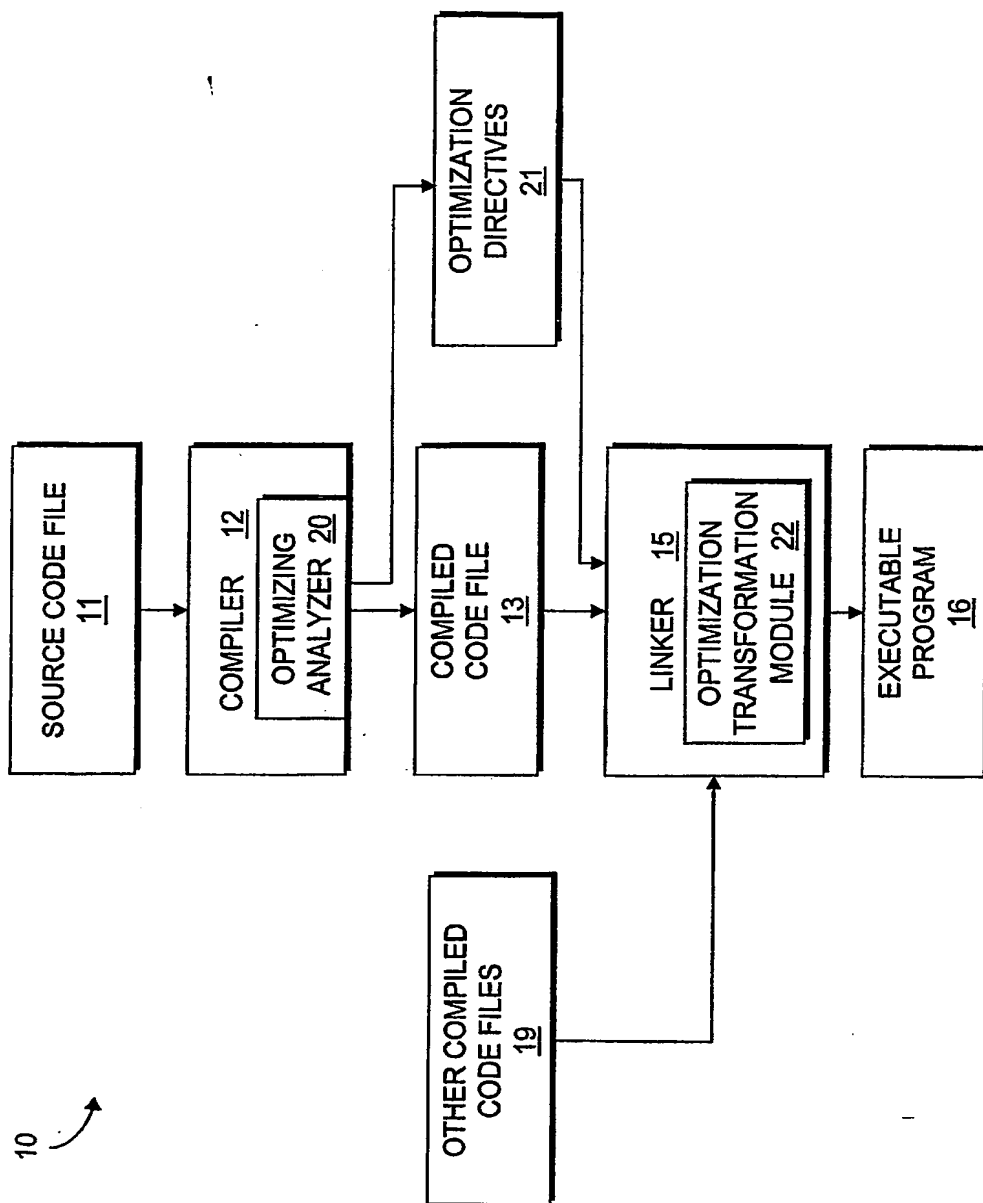 10
SOURCE CODE FILE
11
COMPILER 12
OPTIMIZING
ANALYZER 20
OPTIMIZATION
DIRECTIVES
21
COMPILED
CODE FILE
13
OTHER COMPILED
CODE FILES
19
LINKER 15
OPTIMIZATION
TRANSFORMATION
MODULE 22
EXECUTABLE
PROGRAM
16